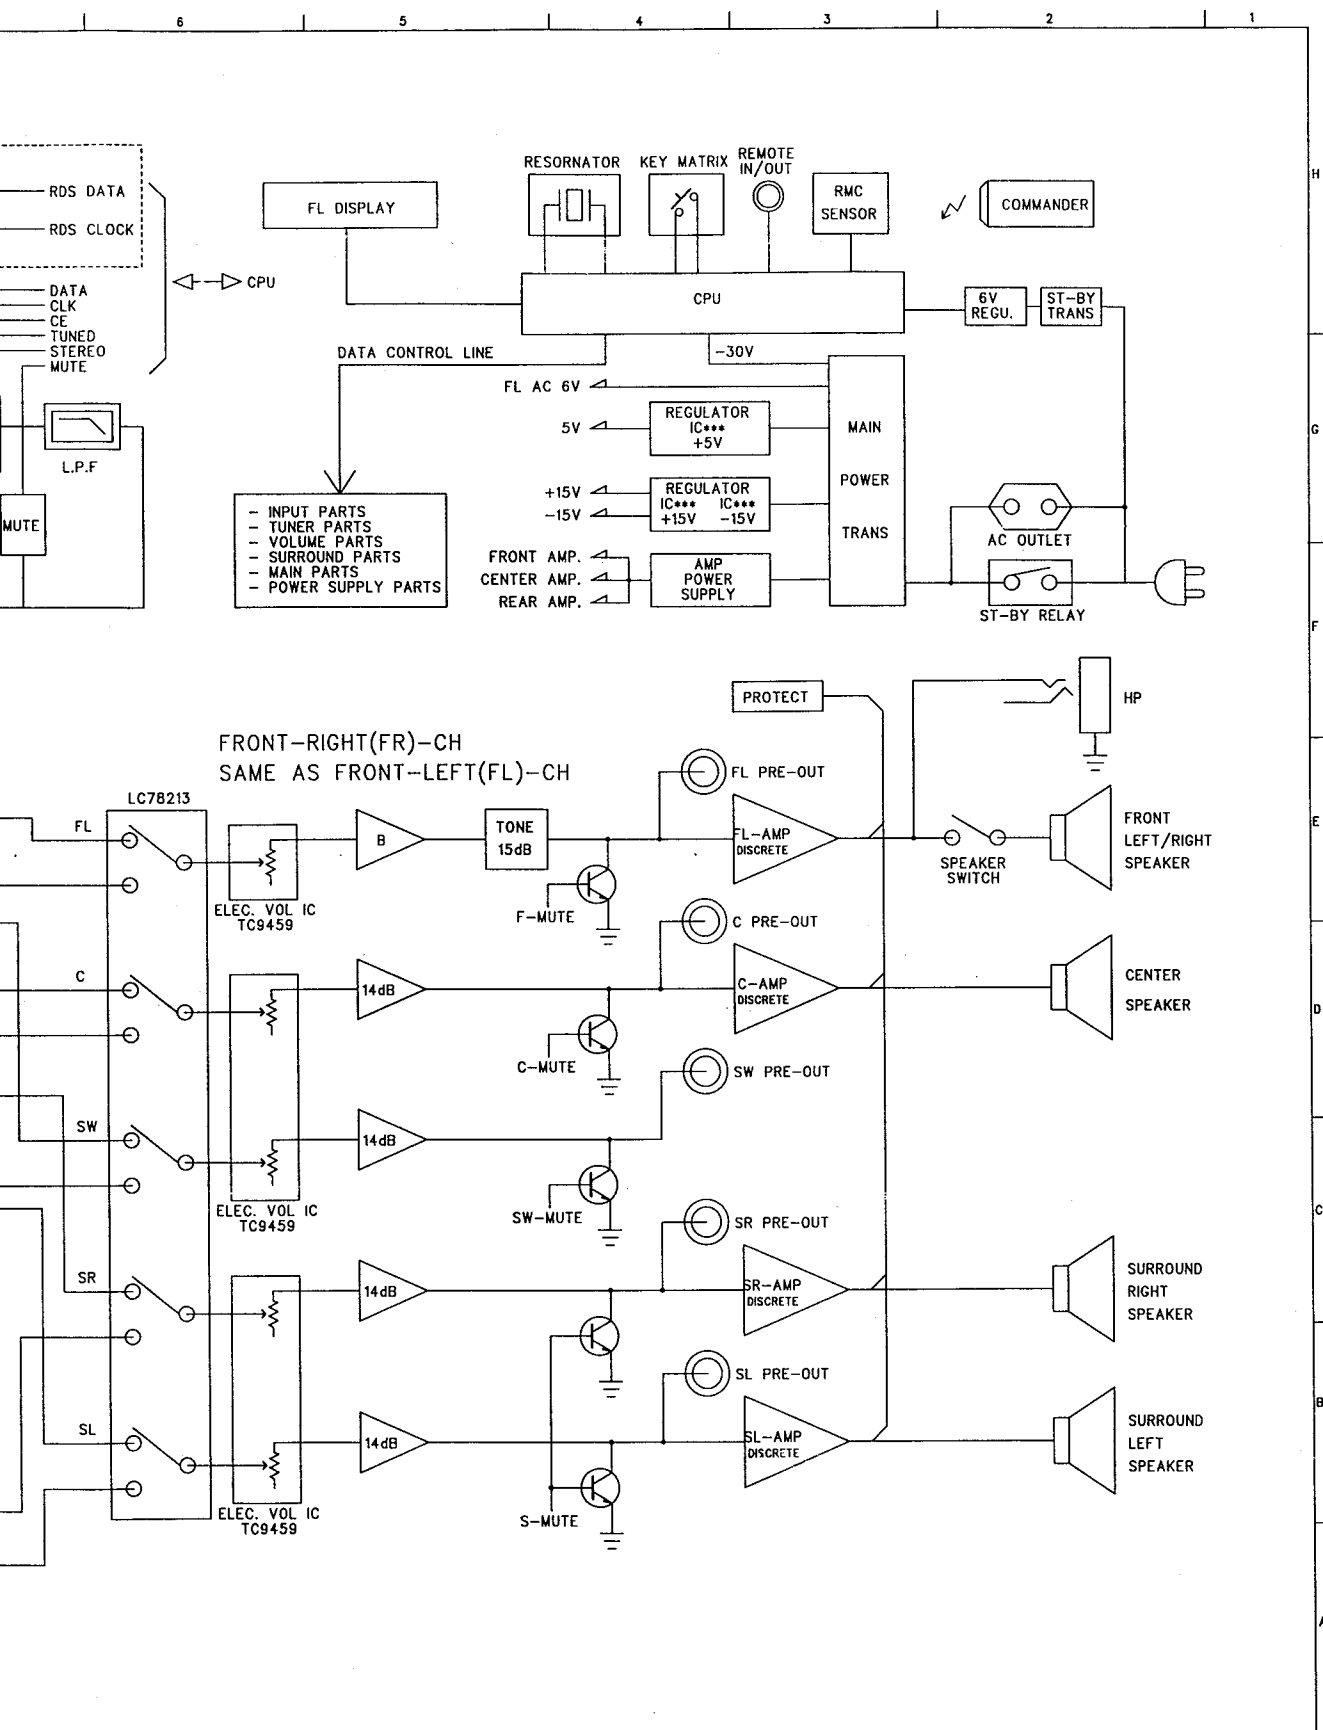 6 5 4 3 2 1
H
RESORNATOR KEY MATRIX REMOTE
IN/OUT
RDS DATA
RDS CLOCK
FL DISPLAY
RMC
SENSOR
COMMANDER
CPU
DATA
CLK
CE
TUNED
STEREO
MUTE
CPU
6V
REGU.
ST-BY
TRANS
DATA CONTROL LINE
-30V
FL AC 6V
5V
REGULATOR
IC***
+5V
MAIN
POWER
TRANS
G
L.P.F
MUTE
+15V
-15V
REGULATOR
IC*** IC***
+15V -15V
- INPUT PARTS
- TUNER PARTS
- VOLUME PARTS
- SURROUND PARTS
- MAIN PARTS
- POWER SUPPLY PARTS
AC OUTLET
FRONT AMP.
CENTER AMP.
REAR AMP.
AMP
POWER
SUPPLY
ST-BY RELAY
F
PROTECT
HP
FRONT-RIGHT(FR)-CH
SAME AS FRONT-LEFT(FL)-CH
FL PRE-OUT
LC78213
FL
B
TONE
15dB
FL-AMP
DISCRETE
SPEAKER
SWITCH
FRONT
LEFT/RIGHT
SPEAKER
E
ELEC. VOL IC
TC9459
F-MUTE
C PRE-OUT
C
14dB
C-AMP
DISCRETE
CENTER
SPEAKER
D
C-MUTE
SW PRE-OUT
SW
14dB
ELEC. VOL IC
TC9459
SW-MUTE
C
SR PRE-OUT
SR
14dB
SR-AMP
DISCRETE
SURROUND
RIGHT
SPEAKER
SL PRE-OUT
B
SL
14dB
SL-AMP
DISCRETE
SURROUND
LEFT
SPEAKER
ELEC. VOL IC
TC9459
S-MUTE
A